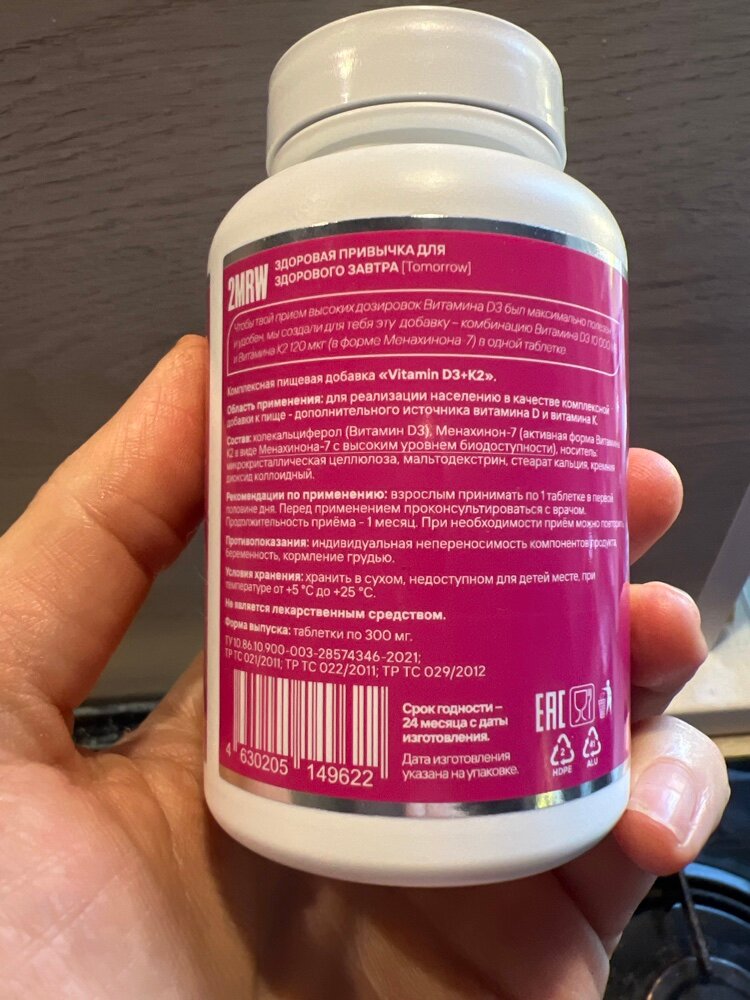 2MRW
ЗДОРОВАЯ ПРИВЫЧКА ДЛЯ
ЗДОРОВОГО ЗАВТРА [Tomorrow]
Чтобы твой прием высоких дозировок Витамина D3 был максимально полезен
и удобен, мы создали для тебя эту добавку – комбинацию Витамина D3 10 000
и Витамина К2 120 мкг (в форме Менахинона-7) в одной таблетке.
Комплексная пищевая добавка «Vitamin D3+K2».
Область применения: для реализации населению в качестве комплексной
добавки к пище - дополнительного источника витамина D и витамина К.
Состав: холекальциферол (Витамин D3), Менахинон-7 (активная форма Витамина
К2 в виде Менахинона-7 с высоким уровнем биодоступности), носитель:
микрокристаллическая целлюлоза, мальтодекстрин, стеарат кальция, кремния
диоксид коллоидный.
Рекомендации по применению: взрослым принимать по 1 таблетке в первой
половине дня. Перед применением проконсультироваться с врачом.
Продолжительность приёма - 1 месяц. При необходимости приём можно повторить.
Противопоказания: индивидуальная непереносимость компонентов продукта,
беременность, кормление грудью.
Условия хранения: хранить в сухом, недоступном для детей месте, при
температуре от +5 °С до +25 °С.
Не является лекарственным средством.
Форма выпуска: таблетки по 300 мг.
ТУ 10.86.10.900-003-28574346-2021;
ТР ТС 021/2011; ТР ТС 022/2011; ТР ТС 029/2012
4 630205 149622
Срок годности –
24 месяца с даты
изготовления.
Дата изготовления
указана на упаковке.
EAC
2
HDPE
41
ALU